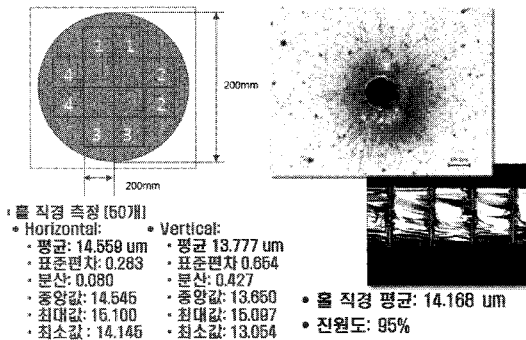 1 1
4 2
4 2
3 3
200mm
200mm
홀 직경 측정 [50개]
• Horizontal:
• 평균: 14.559 um
• 표준편차: 0.283
• 분산: 0.080
• 중앙값: 14.545
• 최대값: 15.100
• 최소값: 14.145
• Vertical:
• 평균 13.777 um
• 표준편차 0.654
• 분산: 0.427
• 중앙값: 13.650
• 최대값: 15.097
• 최소값: 13.054
• 홀 직경 평균: 14.168 um
• 진원도: 95%